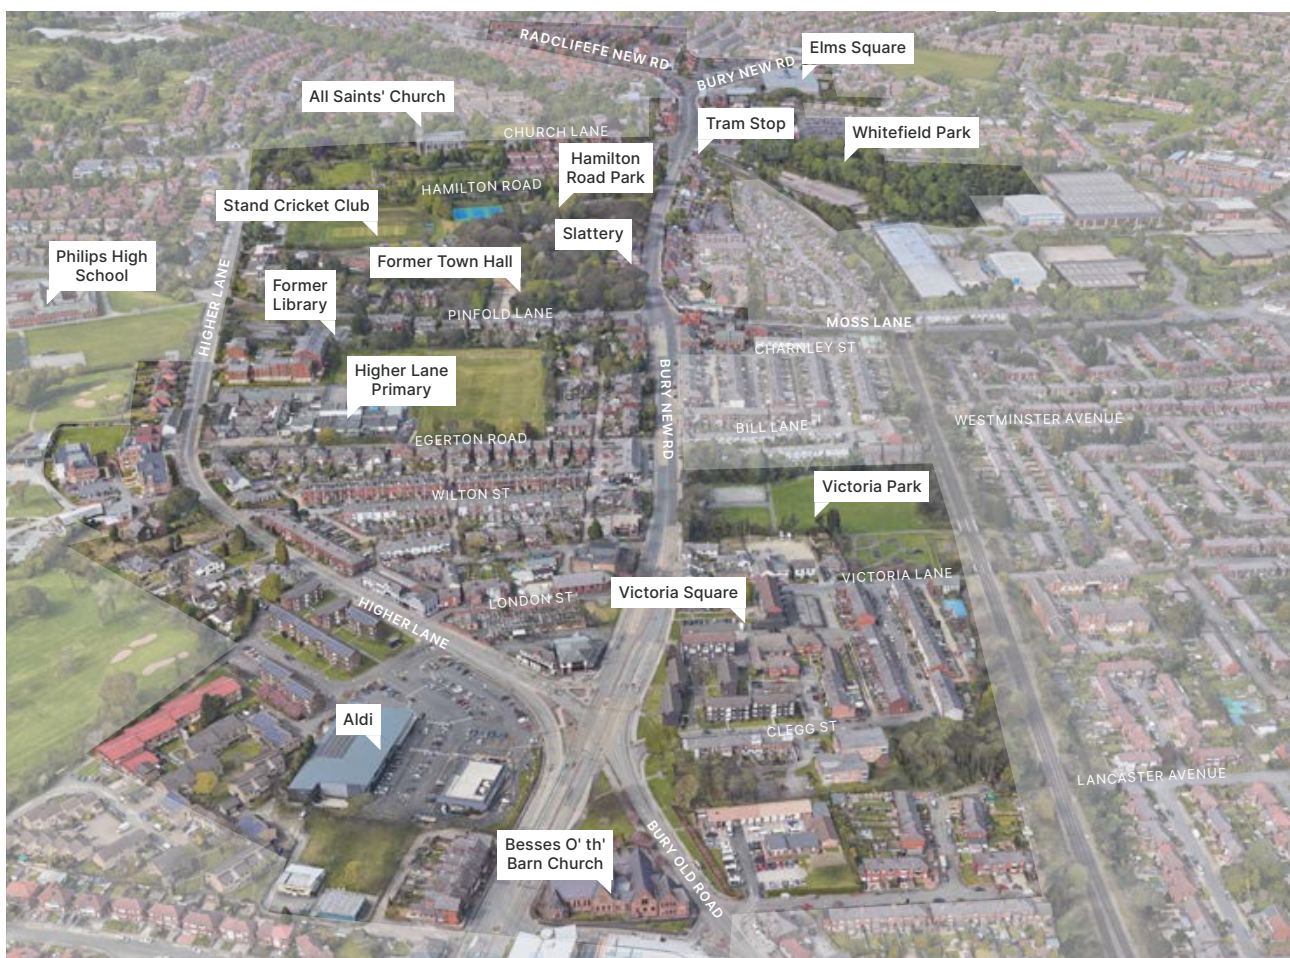 RADCLIFEFE NEW RD
BURY NEW RD
Elms Square
All Saints' Church
CHURCH LANE
Tram Stop
Whitefield Park
Hamilton
Road Park
HAMILTON ROAD
Stand Cricket Club
Slattery
Philips High
School
Former Town Hall
Former
Library
HIGHER LANE
PINFOLD LANE
MOSS LANE
CHARNLEY ST
Higher Lane
Primary
BURY NEW RD
WESTMINSTER AVENUE
BILL LANE
EGERTON ROAD
WILTON ST
Victoria Park
VICTORIA LANE
LONDON ST
Victoria Square
HIGHER LANE
Aldi
CLEGG ST
LANCASTER AVENUE
Besses O' th'
Barn Church
BURY OLD ROAD